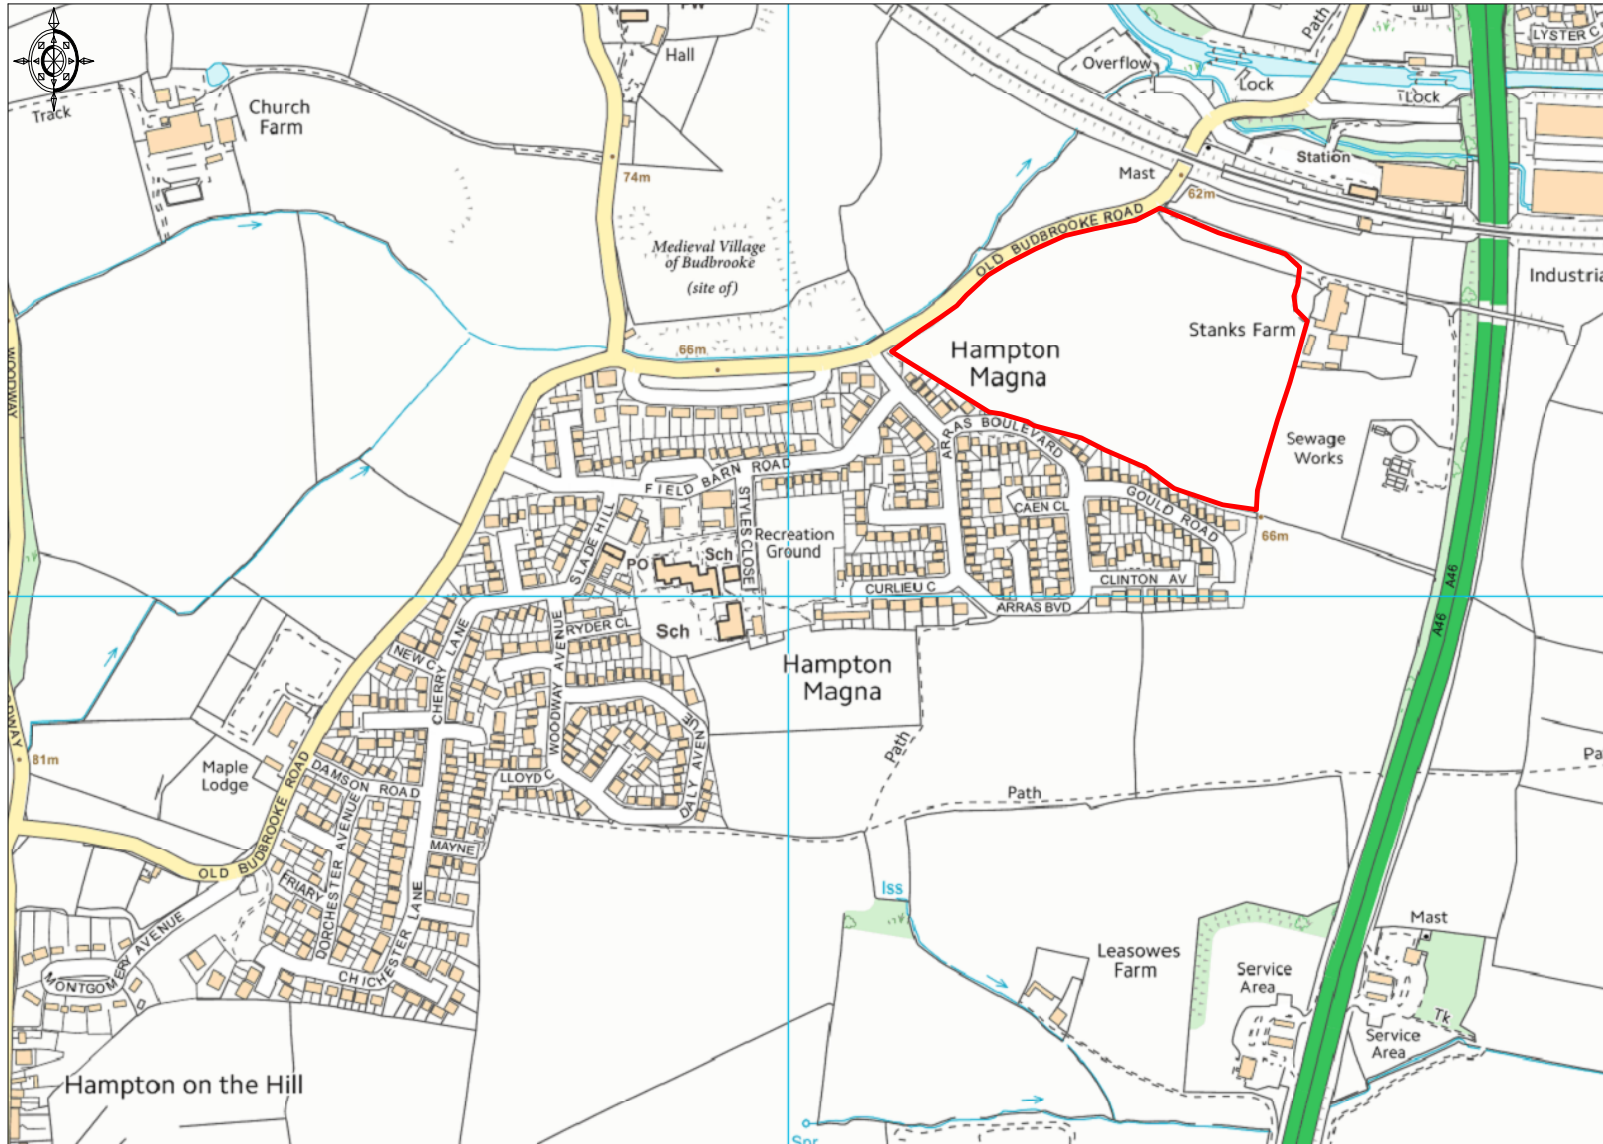 Hall
LYSTER C
Path
Overflow
Lock
Lock
Track
Church
Farm
Station
Mast
74m
62m
OLD BUDBROOKE ROAD
Medieval Village
of Budbrooke
(site of)
Industria
Stanks Farm
66m
Hampton
Magna
WOODWAY
ARRAS BOULEVARD
Sewage
Works
FIELD BARN ROAD
ARRAS
GOULD ROAD
STYLES CLOSE
CAEN CL
SLADE HILL
Recreation
Ground
66m
Sch
PO
CLINTON AV
CURLIEU C
A46
ARRAS BVD
RYDER CL
Sch
A46
NEW C
CHERRY LANE
WOODWAY AVENUE
Hampton
Magna
DALY AVENUE
81m
Maple
Lodge
DAMSON ROAD
LLOYD C
Path
Path
Pa
OLD BUDBROOKE ROAD
DORCHESTER AVENUE
MAYNE
FRIARY
CHICHESTER LANE
Iss
MONTGOMERY AVENUE
Mast
Leasowes
Farm
Service
Area
Tk
Service
Area
Hampton on the Hill
Spr